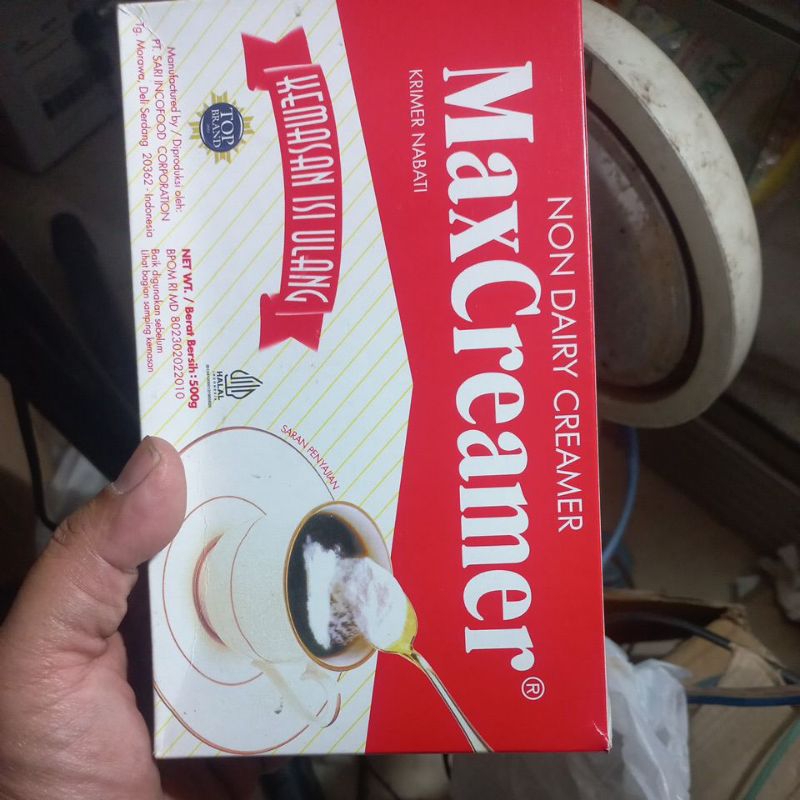 NON DAIRY CREAMER
MaxCreamer®
KRIMER NABATI
KEMASAN ISI ULANG
TOP
BRAND
Manufactured by / Diproduksi oleh:
PT. SARI INCOFOOD CORPORATION
Tg. Morawa, Deli Serdang 20362 - Indonesia
NET WT. / Berat Bersih : 500g
BPOM RI MD 802302022010
Baik digunakan sebelum
Lihat bagian samping kemasan
HALAL
INDONESIA
SARAN PENYAJIAN